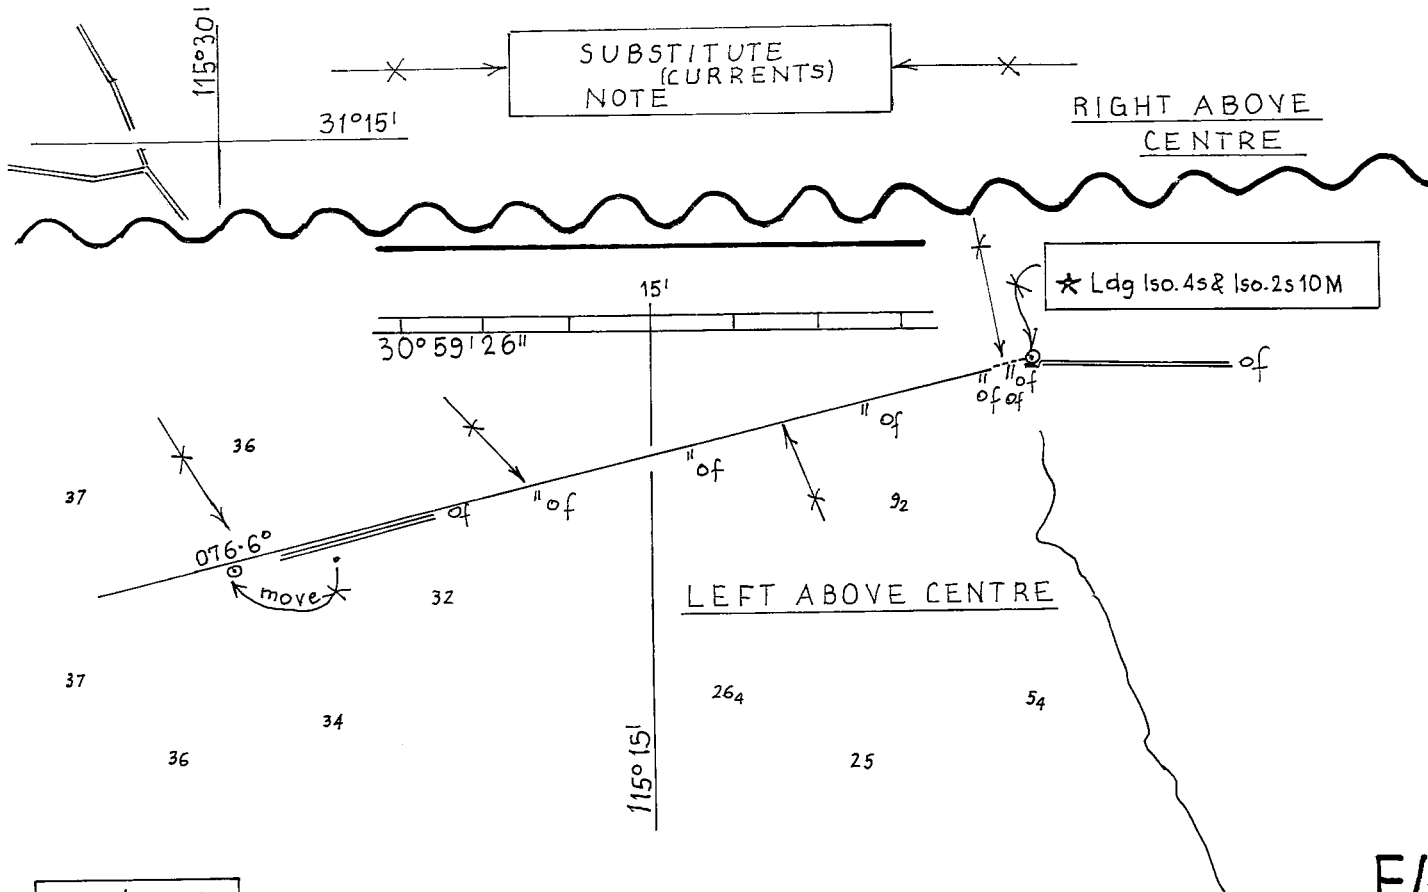 115°30'
SUBSTITUTE
(CURRENTS)
NOTE
31°15'
RIGHT ABOVE
CENTRE
15'
★ Ldg Iso.4s & Iso.2s 10M
30°59'26"
of
" of
" of
" of
" of
36
" of
37
of
9₂
076·6°
move
32
LEFT ABOVE CENTRE
37
34
26₄
5₄
36
115°15'
25